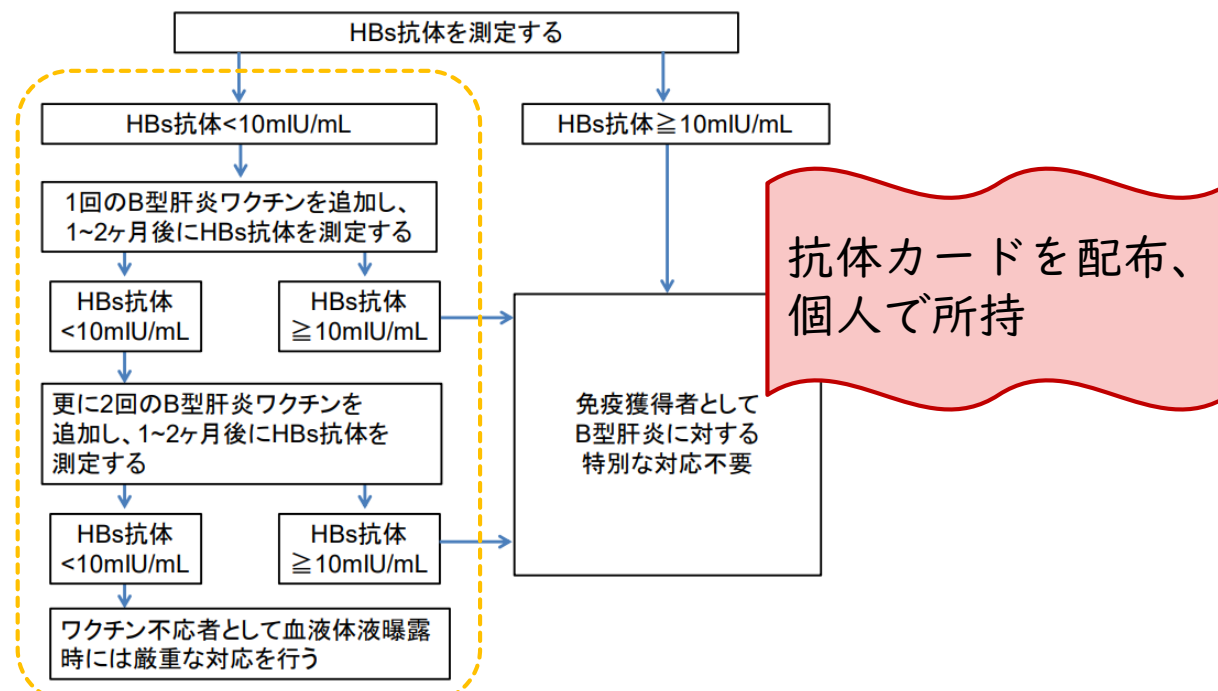 HBs抗体を測定する
HBs抗体<10mIU/mL
HBs抗体≧10mIU/mL
1回のB型肝炎ワクチンを追加し、
1~2ヶ月後にHBs抗体を測定する
抗体カードを配布、
個人で所持
HBs抗体
<10mIU/mL
HBs抗体
≧10mIU/mL
更に2回のB型肝炎ワクチンを
追加し、1~2ヶ月後にHBs抗体を
測定する
免疫獲得者として
B型肝炎に対する
特別な対応不要
HBs抗体
<10mIU/mL
HBs抗体
≧10mIU/mL
ワクチン不応者として血液体液曝露
時には厳重な対応を行う